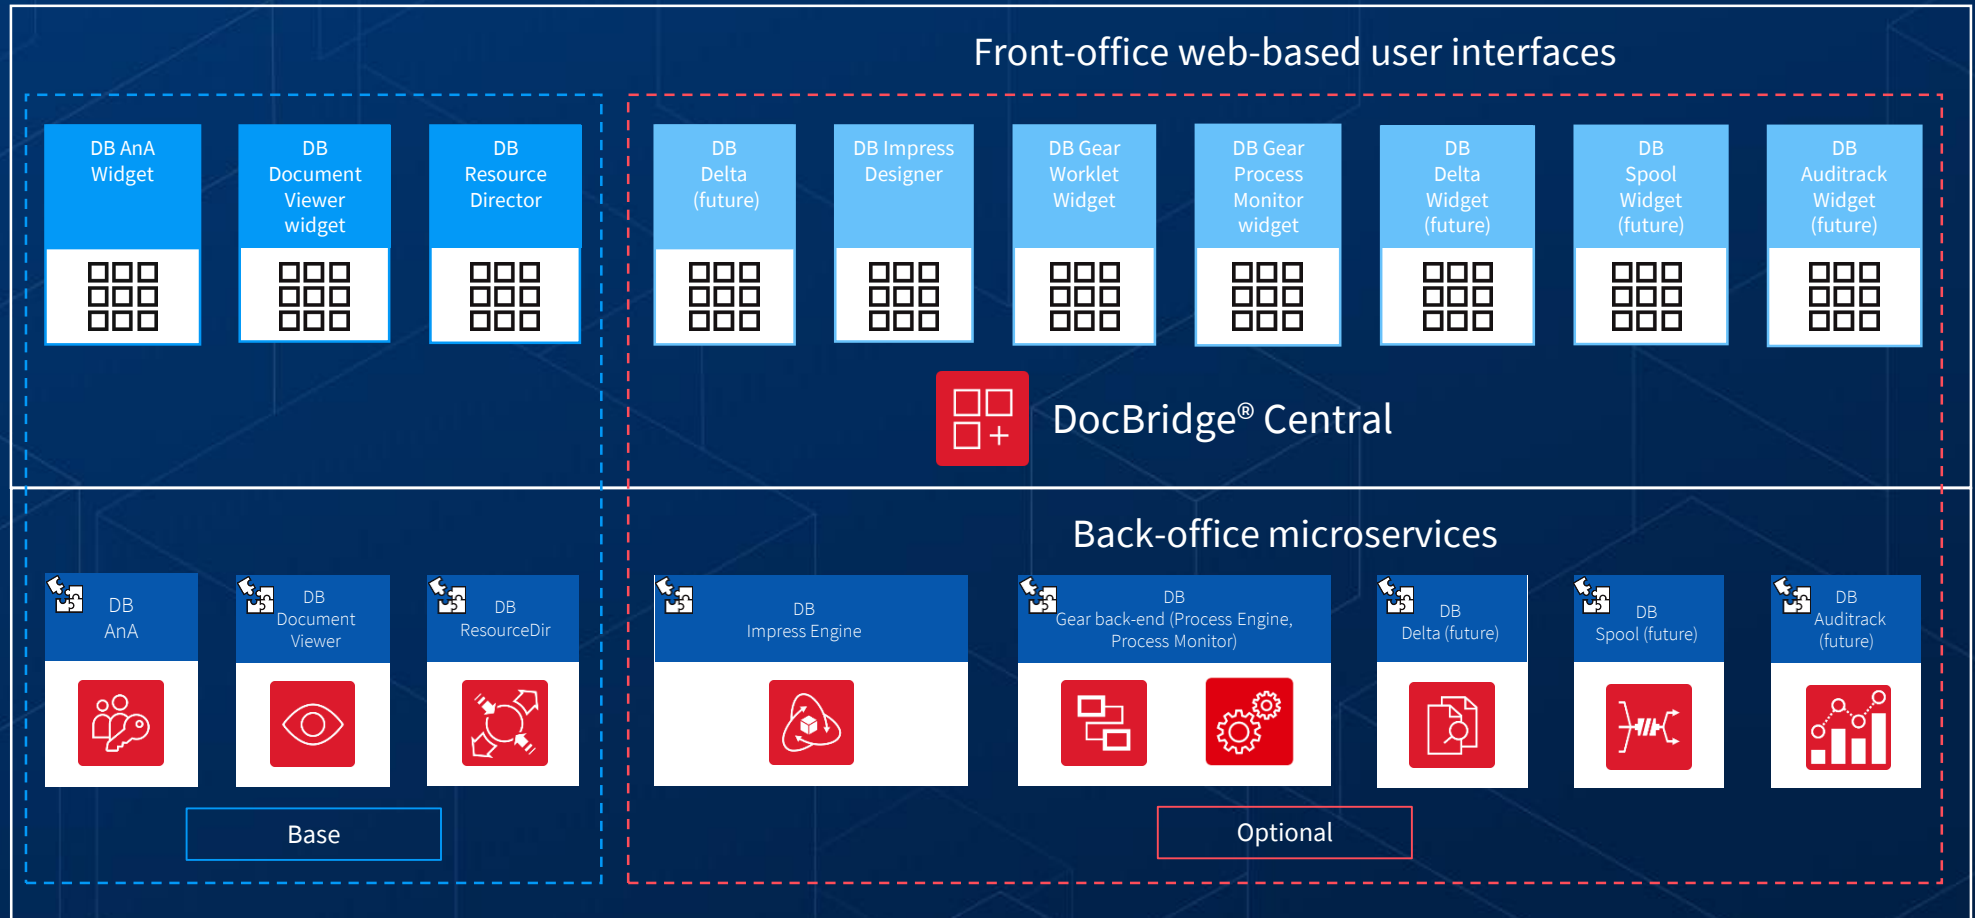 Front-office web-based user interfaces
DB AnA
Widget
DB
Document
Viewer
widget
DB
Resource
Director
DB
Delta
(future)
DB Impress
Designer
DB Gear
Worklet
Widget
DB Gear
Process
Monitor
widget
DB
Delta
Widget
(future)
DB
Spool
Widget
(future)
DB
Auditrack
Widget
(future)
DocBridge® Central
Back-office microservices
DB
AnA
DB
Document
Viewer
DB
ResourceDir
DB
Impress Engine
DB
Gear back-end (Process Engine,
Process Monitor)
DB
Delta (future)
DB
Spool (future)
DB
Auditrack
(future)
Base
Optional